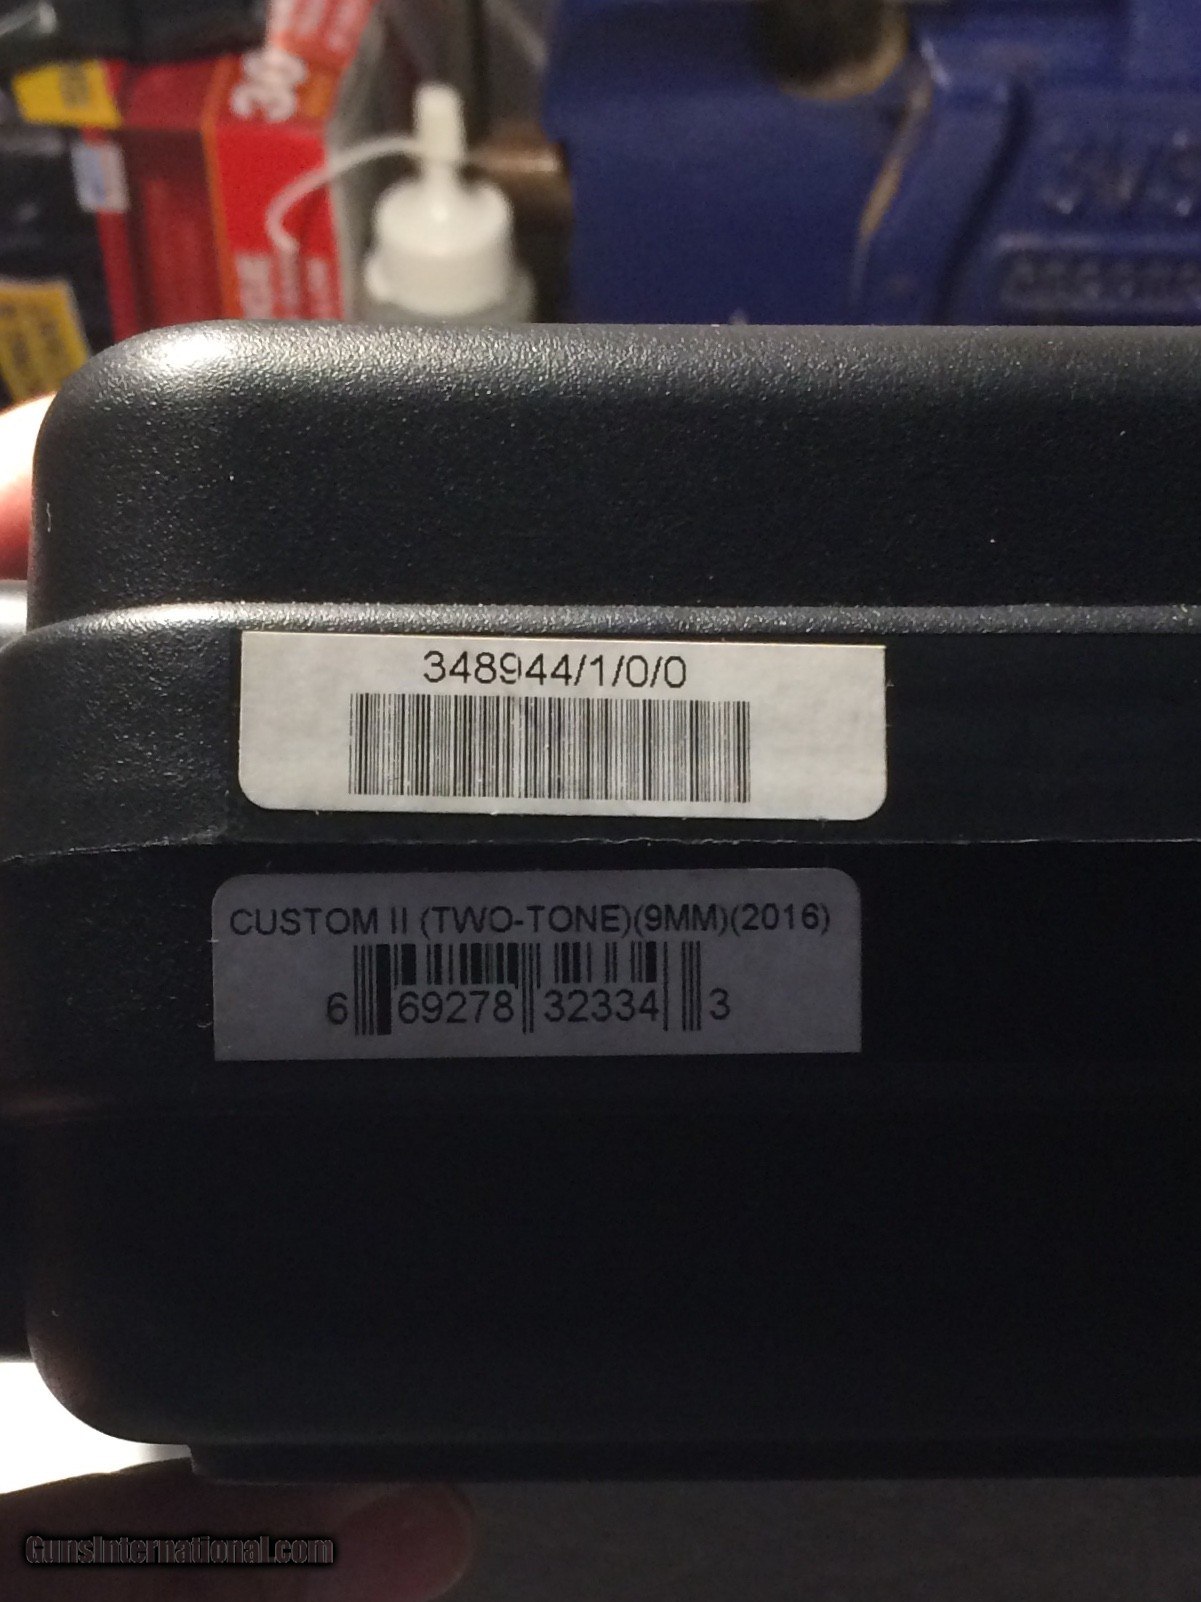 348944/1/0/0
CUSTOM II (TWO-TONE)(9MM)(2016)
6 69278 32334 3
GunsInternational.com